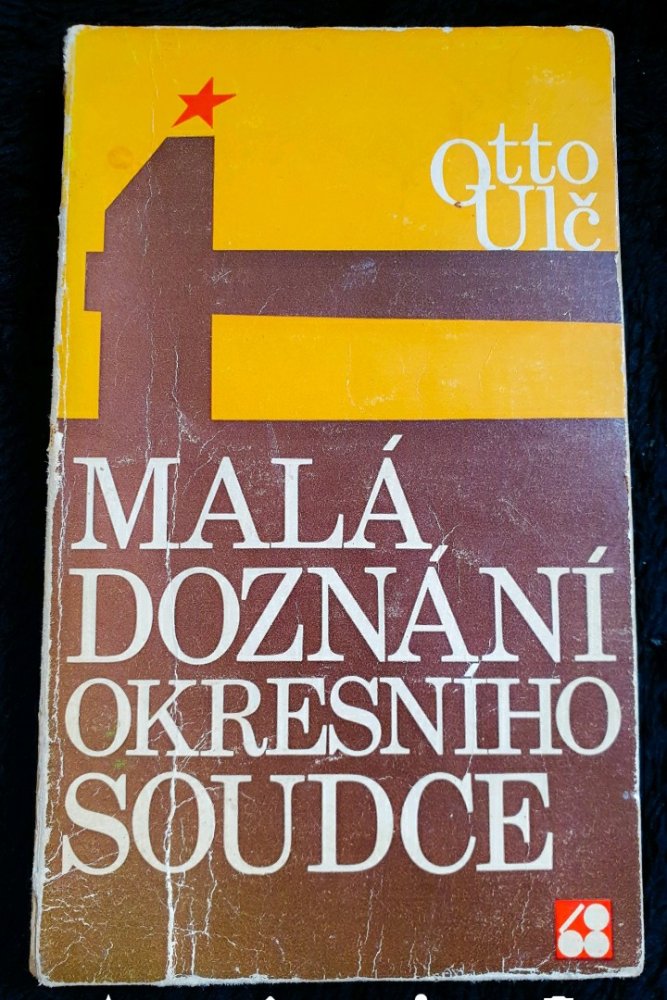 Otto
Ulč
MALÁ
DOZNÁNÍ
OKRESNÍHO
SOUDCE
68